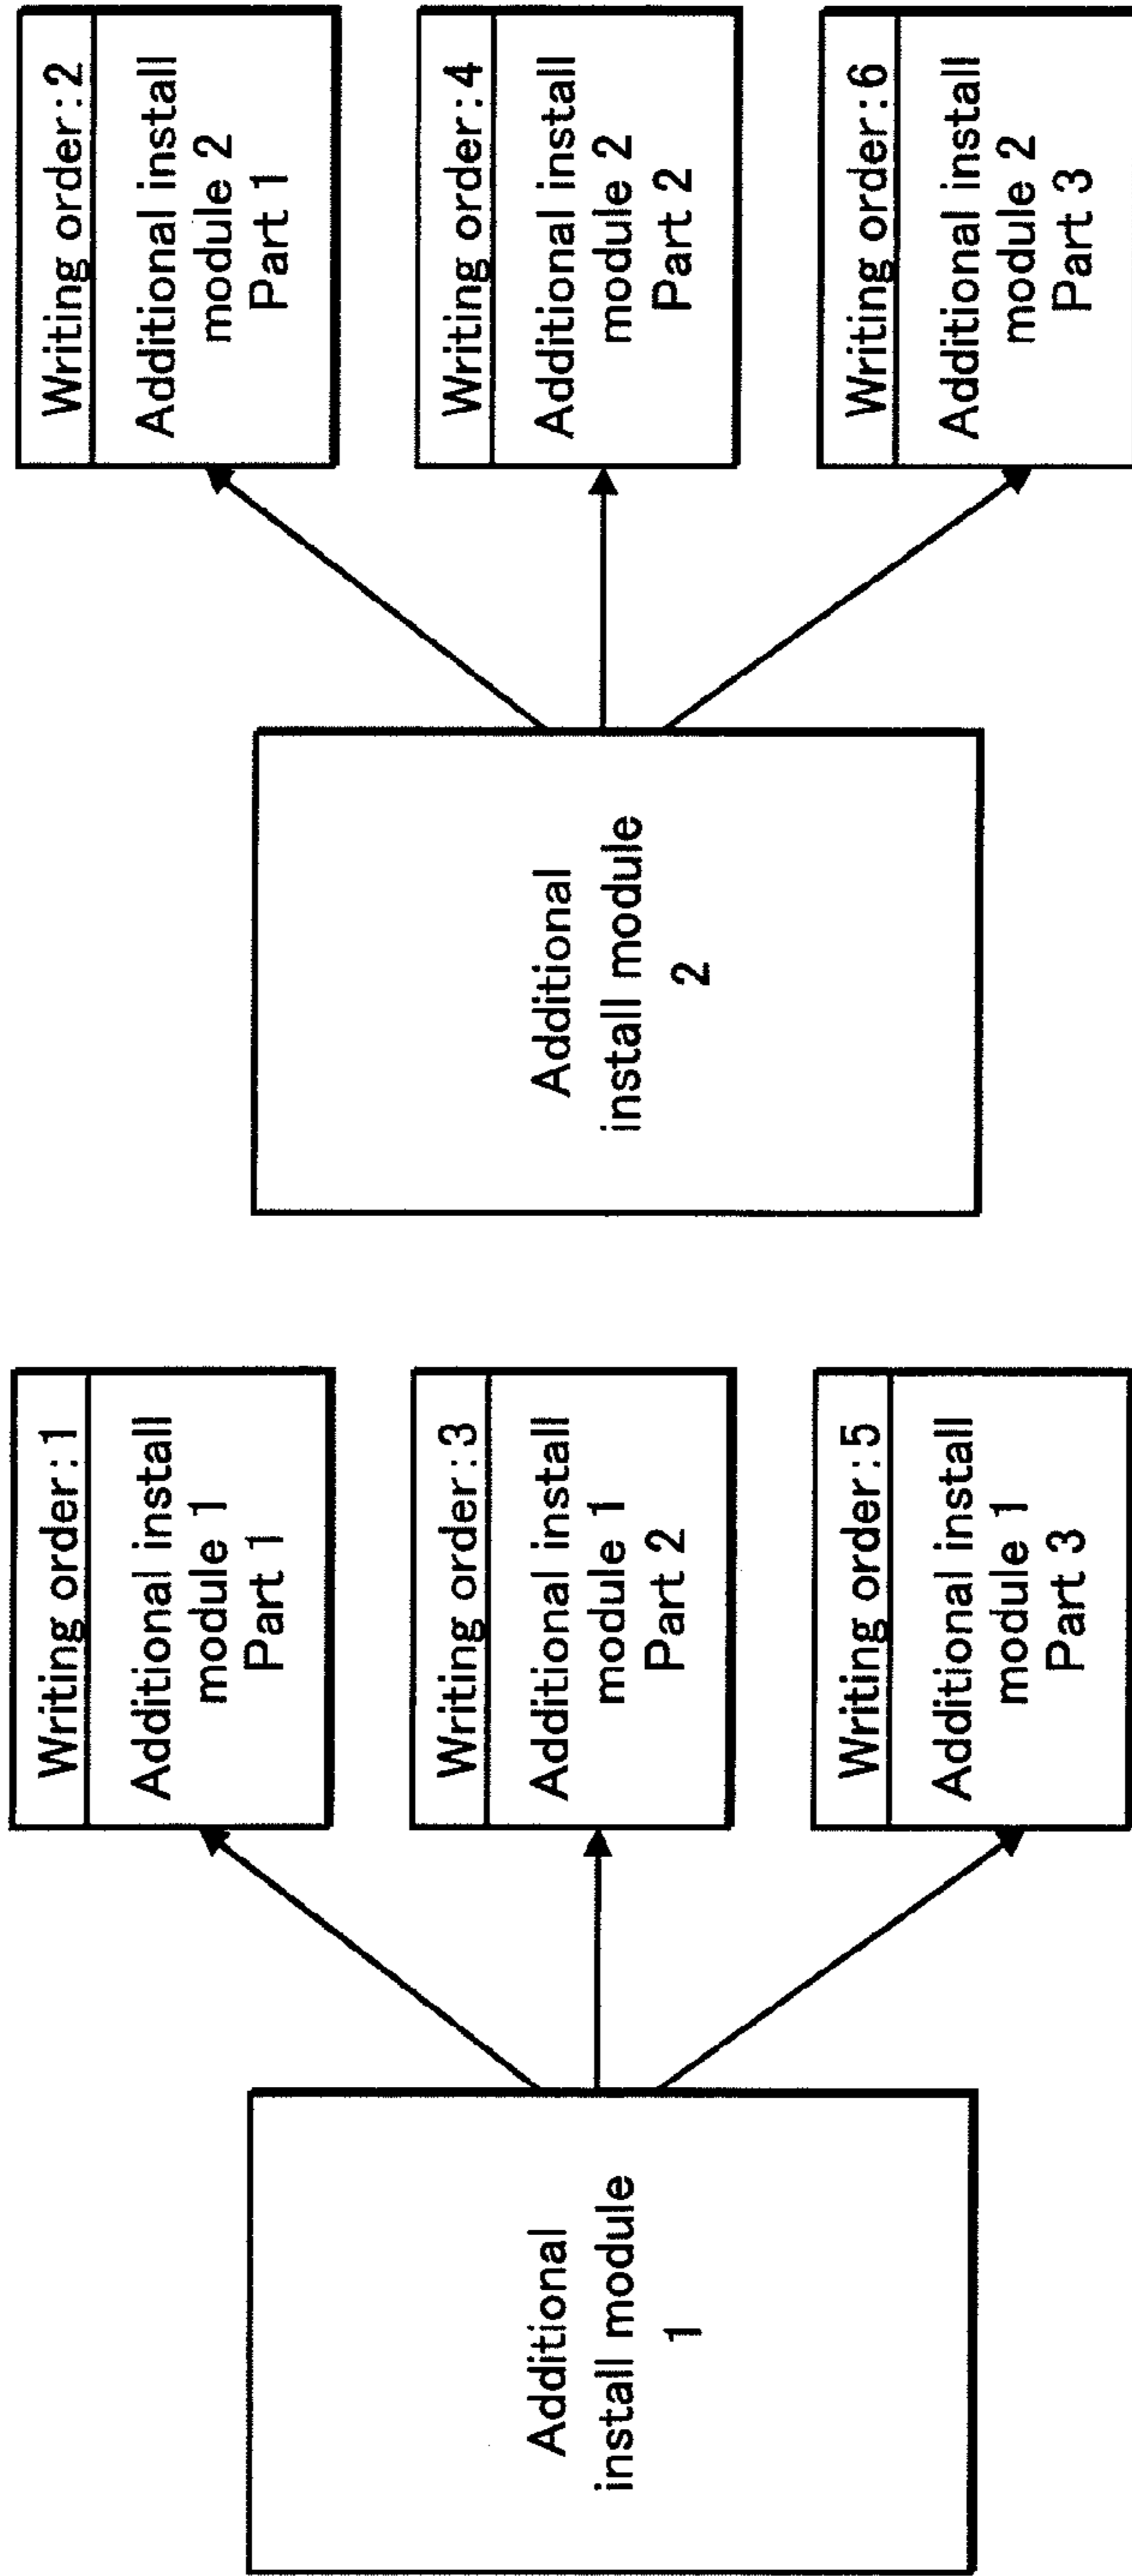 Additional
install module
1
Writing order:1
Additional install
module 1
Part 1
Writing order:3
Additional install
module 1
Part 2
Writing order:5
Additional install
module 1
Part 3
Additional
install module
2
Writing order:2
Additional install
module 2
Part 1
Writing order:4
Additional install
module 2
Part 2
Writing order:6
Additional install
module 2
Part 3